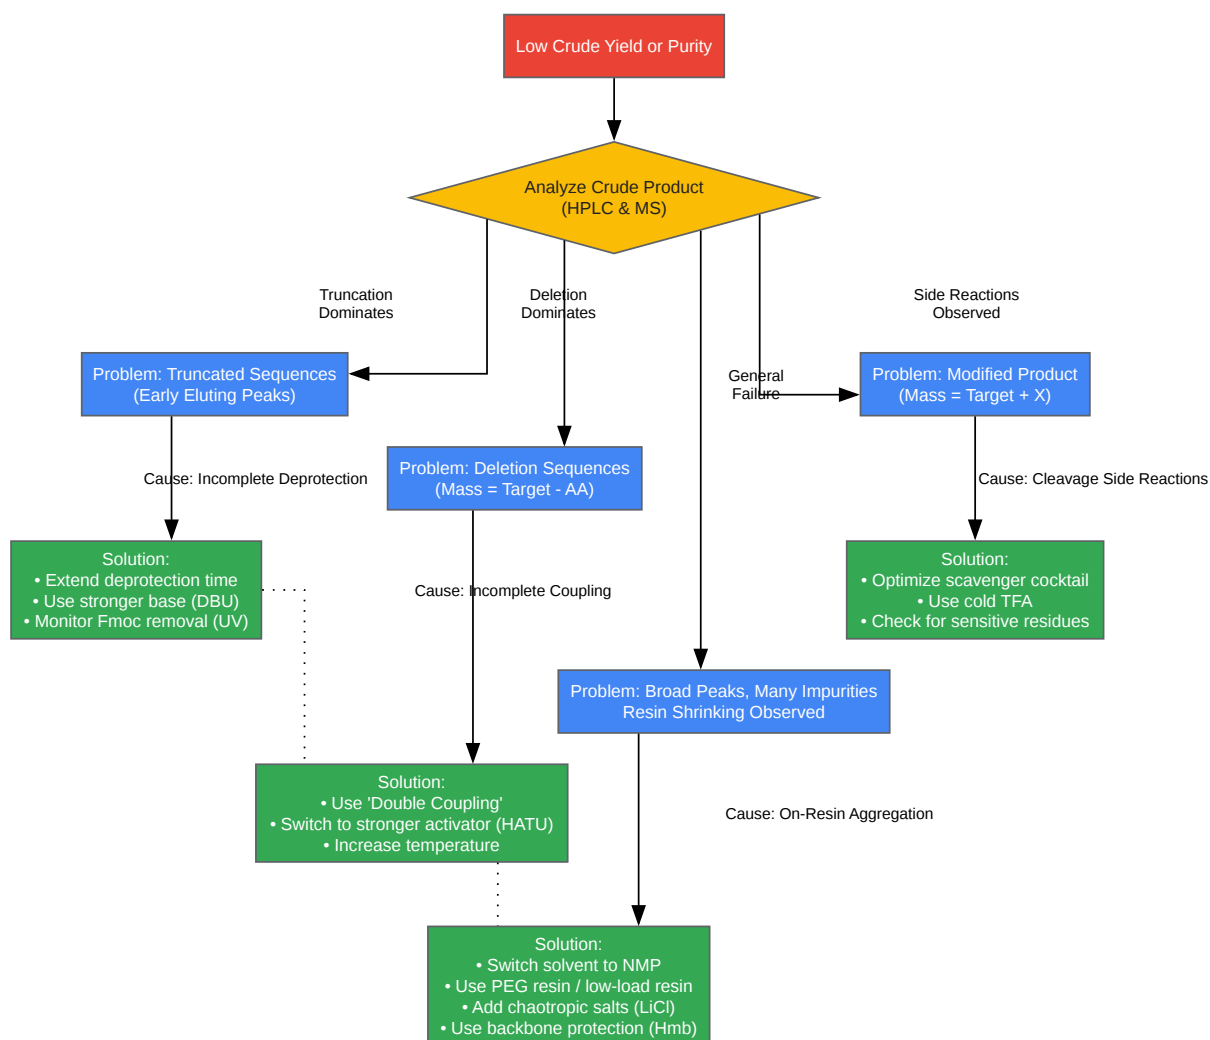 Low Crude Yield or Purity
Analyze Crude Product
(HPLC & MS)
Truncation
Dominates
Deletion
Dominates
Side Reactions
Observed
General
Failure
Problem: Truncated Sequences
(Early Eluting Peaks)
Problem: Modified Product
(Mass = Target + X)
Problem: Deletion Sequences
(Mass = Target - AA)
Cause: Incomplete Deprotection
Cause: Cleavage Side Reactions
Solution:
• Extend deprotection time
• Use stronger base (DBU)
• Monitor Fmoc removal (UV)
Cause: Incomplete Coupling
Solution:
• Optimize scavenger cocktail
• Use cold TFA
• Check for sensitive residues
Problem: Broad Peaks, Many Impurities
Resin Shrinking Observed
Solution:
• Use 'Double Coupling'
• Switch to stronger activator (HATU)
• Increase temperature
Cause: On-Resin Aggregation
Solution:
• Switch solvent to NMP
• Use PEG resin / low-load resin
• Add chaotropic salts (LiCl)
• Use backbone protection (Hmb)